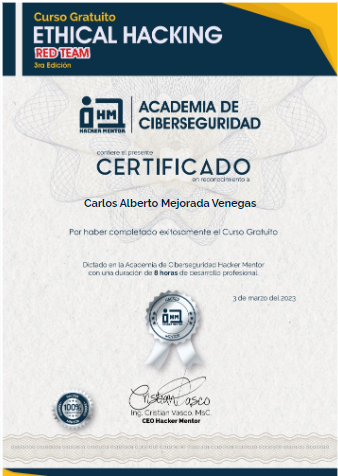 Curso Gratuito
ETHICAL HACKING
RED TEAM
3ra Edición
HM
HACKER MENTOR
ACADEMIA DE
CIBERSEGURIDAD
confiere el presente
CERTIFICADO
en reconocimiento a
Carlos Alberto Mejorada Venegas
Por haber completado exitosamente el Curso Gratuito
Dictado en la Academia de Ciberseguridad Hacker Mentor
con una duración de 8 horas de desarrollo profesional.
3 de marzo del 2023
HM
Cristian Vasco
Ing. Cristian Vasco, MsC.
CEO Hacker Mentor
100%